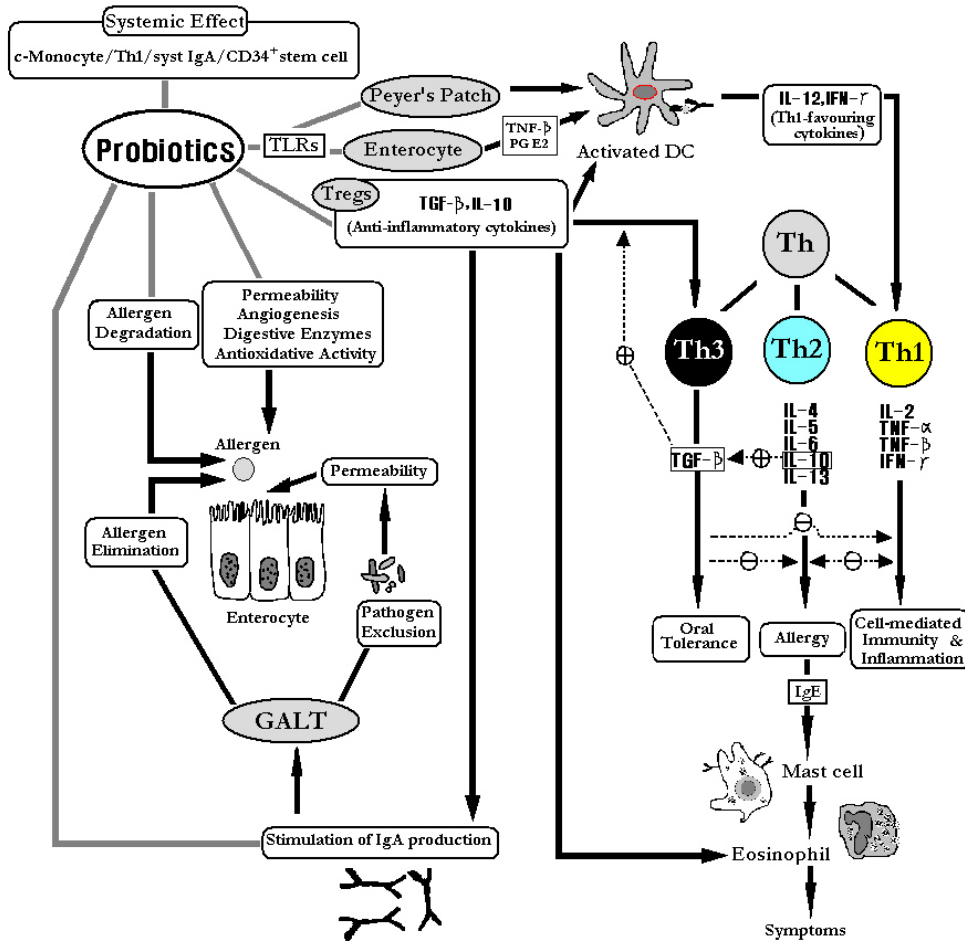 Systemic Effect
c-Monocyte/Th1/syst IgA/CD34+stem cell
Probiotics
TLRs
Peyer's Patch
Enterocyte
TNF-β
PG E2
Activated DC
IL-12,IFN-γ
(Th1-favouring
cytokines)
Tregs
TGF-β,IL-10
(Anti-inflammatory cytokines)
Allergen
Degradation
Permeability
Angiogenesis
Digestive Enzymes
Antioxidative Activity
Allergen
Permeability
Allergen
Elimination
Enterocyte
Pathogen
Exclusion
GALT
Stimulation of IgA production
Th
Th3
Th2
Th1
TGF-β
IL-4
IL-5
IL-6
IL-10
IL-13
IL-2
TNF-α
TNF-β
IFN-γ
Oral
Tolerance
Allergy
Cell-mediated
Immunity &
Inflammation
IgE
Mast cell
Eosinophil
Symptoms